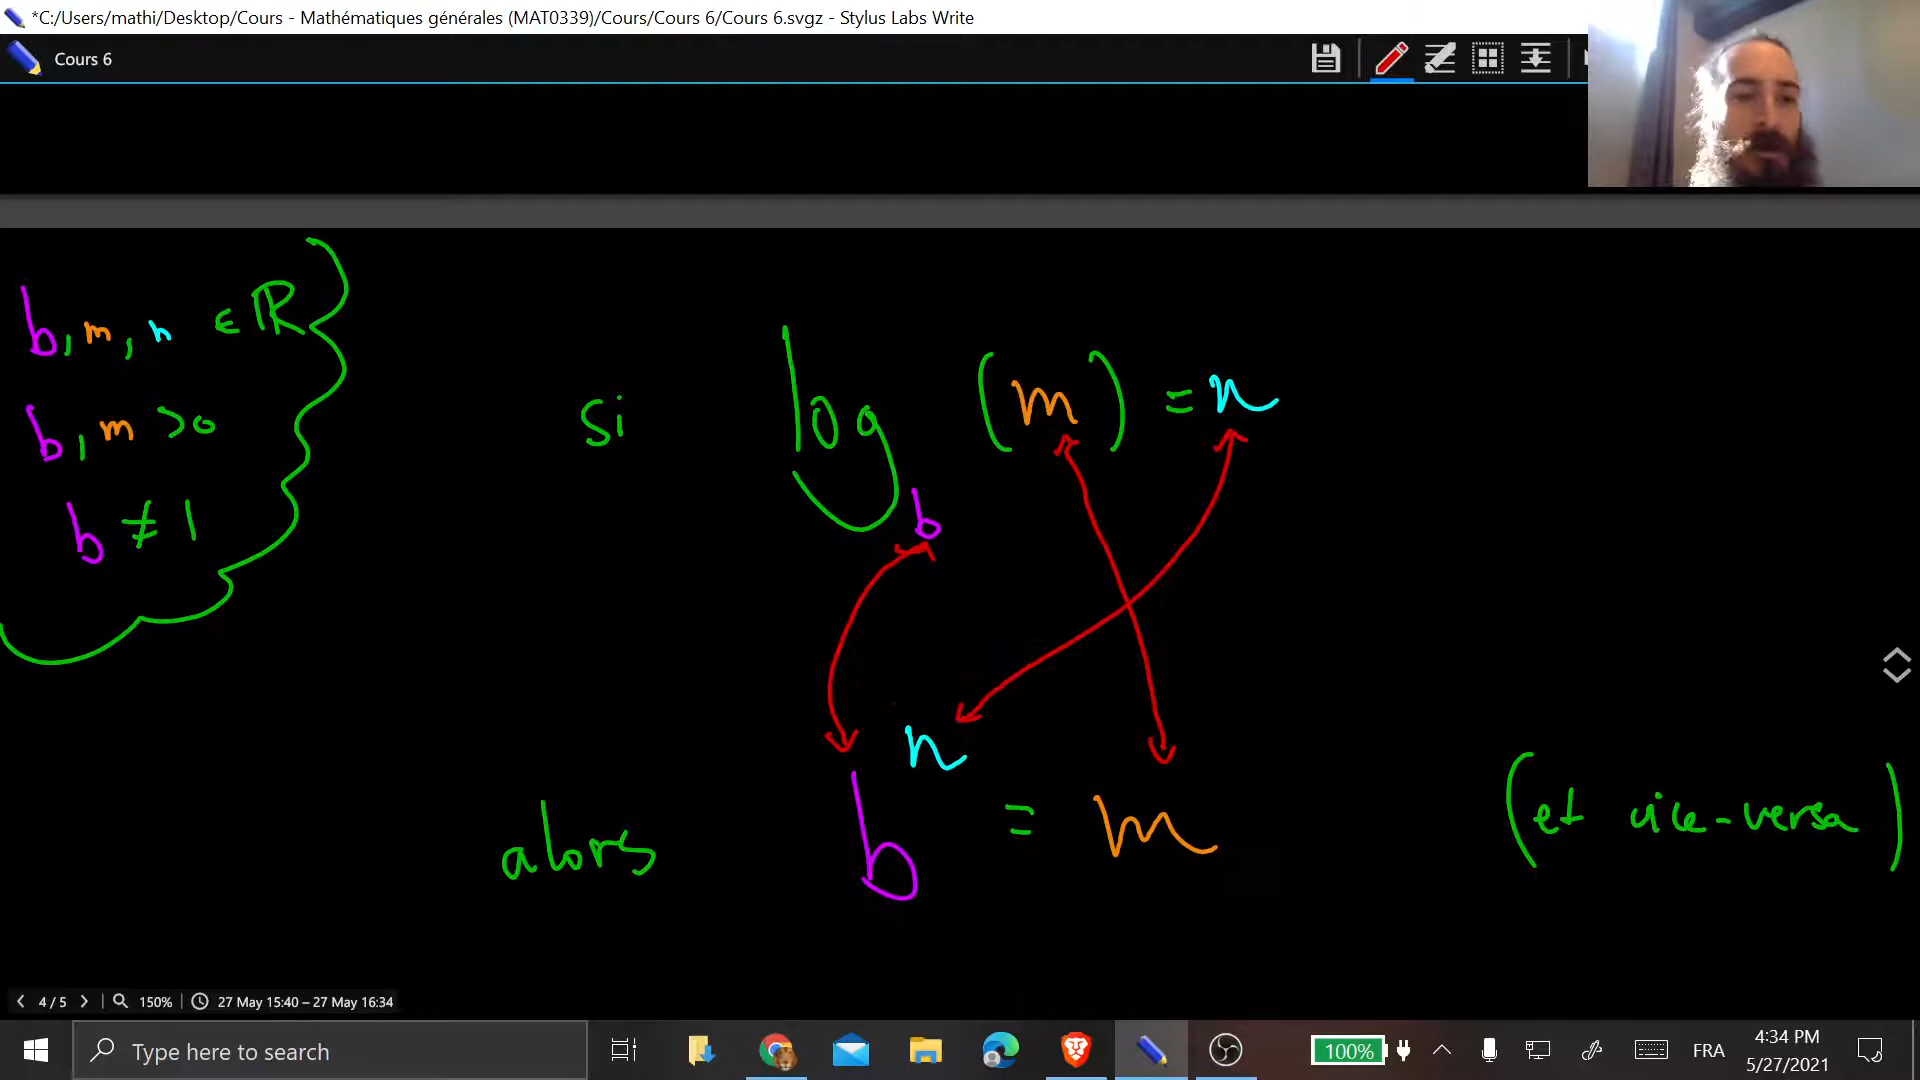 *C:/Users/mathi/Desktop/Cours - Mathématiques générales (MAT0339)/Cours/Cours 6/Cours 6.svgz - Stylus Labs Write
Cours 6
b, m, n ∈ ℝ
b, m > 0
b ≠ 1
si log_b (m) = n
alors b^n = m (et vice-versa)
4 / 5 150% 27 May 15:40 – 27 May 16:34
Type here to search
100%
FRA
4:34 PM
5/27/2021